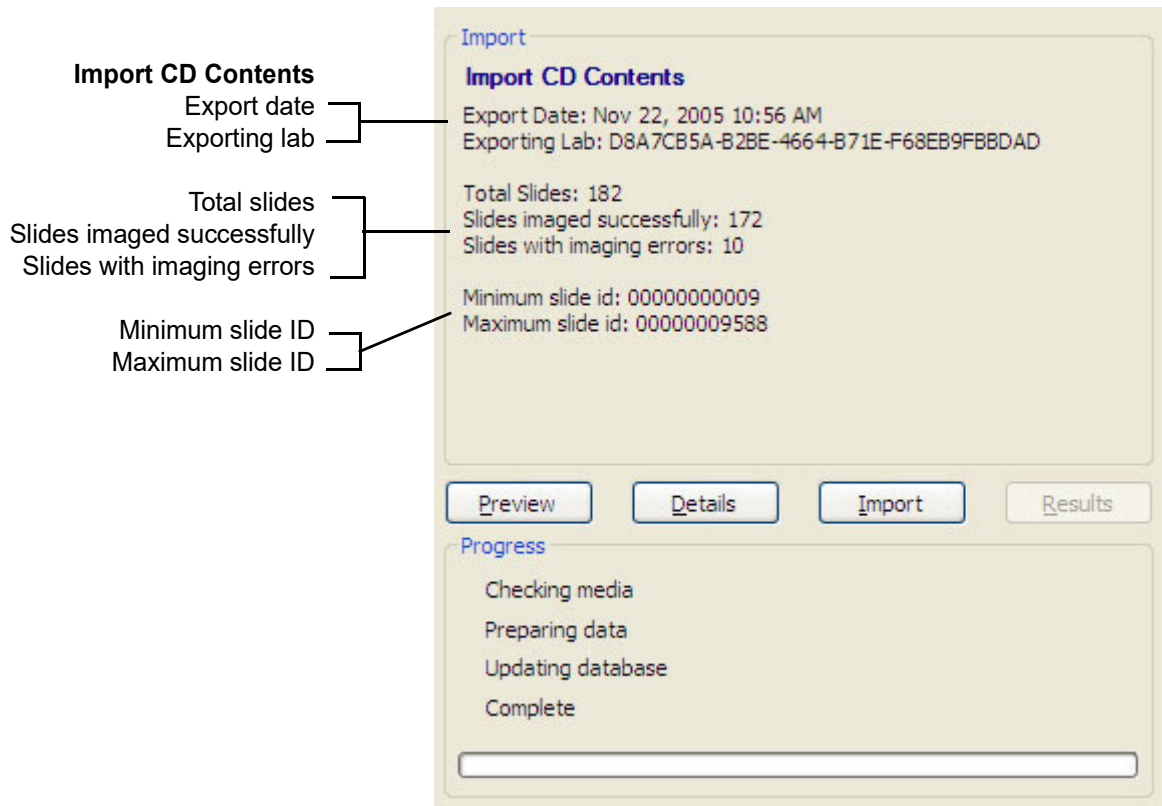 Import CD Contents
Export date
Exporting lab
Total slides
Slides imaged successfully
Slides with imaging errors
Minimum slide ID
Maximum slide ID
Import
Import CD Contents
Export Date: Nov 22, 2005 10:56 AM
Exporting Lab: D8A7CB5A-B2BE-4664-B71E-F68EB9FBBDAD
Total Slides: 182
Slides imaged successfully: 172
Slides with imaging errors: 10
Minimum slide id: 00000000009
Maximum slide id: 00000009588
Preview Details Import Results
Progress
Checking media
Preparing data
Updating database
Complete